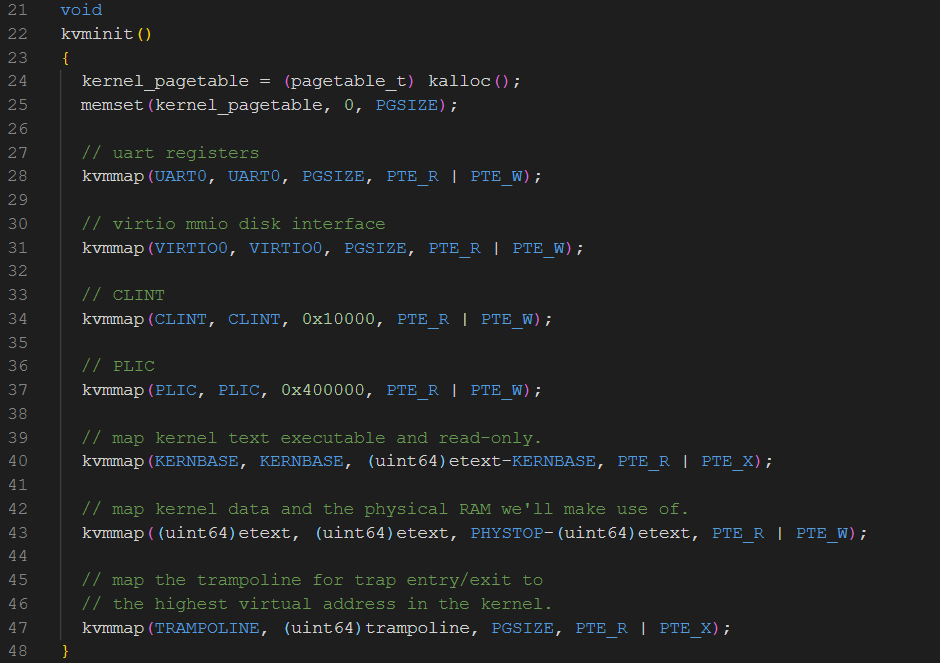 21 void
22 kvminit()
23 {
24   kernel_pagetable = (pagetable_t) kalloc();
25   memset(kernel_pagetable, 0, PGSIZE);
26
27   // uart registers
28   kvmmap(UART0, UART0, PGSIZE, PTE_R | PTE_W);
29
30   // virtio mmio disk interface
31   kvmmap(VIRTIO0, VIRTIO0, PGSIZE, PTE_R | PTE_W);
32
33   // CLINT
34   kvmmap(CLINT, CLINT, 0x10000, PTE_R | PTE_W);
35
36   // PLIC
37   kvmmap(PLIC, PLIC, 0x400000, PTE_R | PTE_W);
38
39   // map kernel text executable and read-only.
40   kvmmap(KERNBASE, KERNBASE, (uint64)etext-KERNBASE, PTE_R | PTE_X);
41
42   // map kernel data and the physical RAM we'll make use of.
43   kvmmap((uint64)etext, (uint64)etext, PHYSTOP-(uint64)etext, PTE_R | PTE_W);
44
45   // map the trampoline for trap entry/exit to
46   // the highest virtual address in the kernel.
47   kvmmap(TRAMPOLINE, (uint64)trampoline, PGSIZE, PTE_R | PTE_X);
48 }